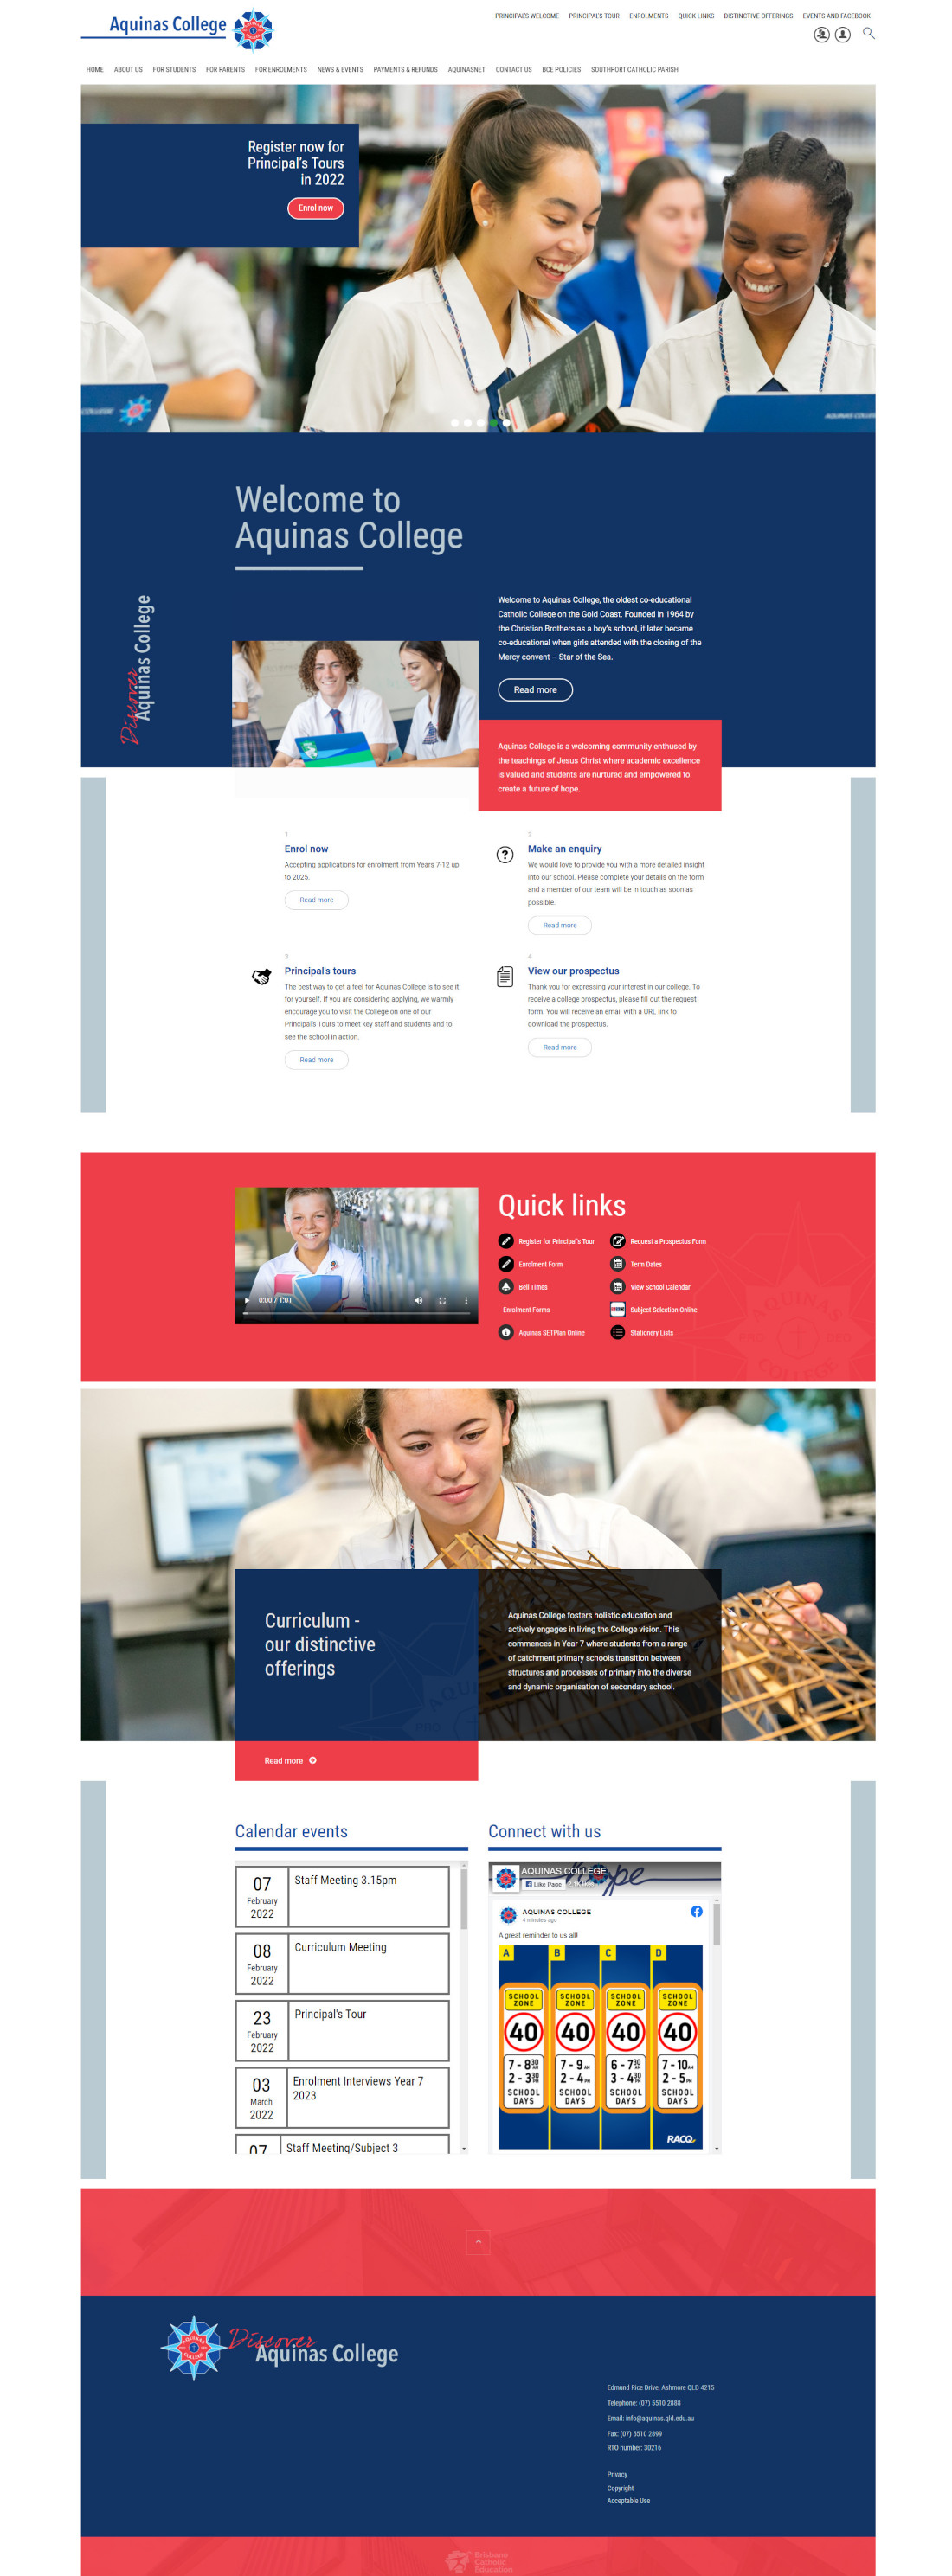 Aquinas College
PRINCIPAL'S WELCOME PRINCIPAL'S TOUR ENROLMENTS QUICK LINKS DISTINCTIVE OFFERINGS EVENTS AND FACEBOOK
HOME ABOUT US FOR STUDENTS FOR PARENTS FOR ENROLMENTS NEWS & EVENTS PAYMENTS & REFUNDS AQUINASNET CONTACT US BCE POLICIES SOUTHPORT CATHOLIC PARISH
Register now for
Principal's Tours
in 2022
Enrol now
Welcome to
Aquinas College
Discover
Aquinas College
Welcome to Aquinas College, the oldest co-educational
Catholic College on the Gold Coast. Founded in 1964 by
the Christian Brothers as a boy's school, it later became
co-educational when girls attended with the closing of the
Mercy convent – Star of the Sea.
Read more
Aquinas College is a welcoming community enthused by
the teachings of Jesus Christ where academic excellence
is valued and students are nurtured and empowered to
create a future of hope.
1
Enrol now
Accepting applications for enrolment from Years 7-12 up
to 2025.
Read more
2
Make an enquiry
We would love to provide you with a more detailed insight
into our school. Please complete your details on the form
and a member of our team will be in touch as soon as
possible.
Read more
3
Principal's tours
The best way to get a feel for Aquinas College is to see it
for yourself. If you are considering applying, we warmly
encourage you to visit the College on one of our
Principal's Tours to meet key staff and students and to
see the school in action.
Read more
4
View our prospectus
Thank you for expressing your interest in our college. To
receive a college prospectus, please fill out the request
form. You will receive an email with a URL link to
download the prospectus.
Read more
0:00 / 1:01
Quick links
Register for Principal's Tour
Request a Prospectus Form
Enrolment Form
Term Dates
Bell Times
View School Calendar
Enrolment Forms
Subject Selection Online
Aquinas SETPlan Online
Stationery Lists
AQUINAS
COLLEGE
Curriculum -
our distinctive
offerings
Aquinas College fosters holistic education and
actively engages in living the College vision. This
commences in Year 7 where students from a range
of catchment primary schools transition between
structures and processes of primary into the diverse
and dynamic organisation of secondary school.
Read more
Calendar events
07
February
2022
Staff Meeting 3.15pm
08
February
2022
Curriculum Meeting
23
February
2022
Principal's Tour
03
March
2022
Enrolment Interviews Year 7
2023
07
Staff Meeting/Subject 3
Connect with us
AQUINAS COLLEGE
Like Page
AQUINAS COLLEGE
4 minutes ago
A great reminder to us all!
A B C D
SCHOOL ZONE SCHOOL ZONE SCHOOL ZONE SCHOOL ZONE
40 40 40 40
7 - 8 30 AM 7 - 9 AM 6 - 7 30 AM 7 - 10 AM
2 - 3 30 PM 2 - 4 PM 3 - 4 30 PM 2 - 5 PM
SCHOOL DAYS SCHOOL DAYS SCHOOL DAYS SCHOOL DAYS
RACQ
Discover
Aquinas College
Edmund Rice Drive, Ashmore QLD 4215
Telephone: (07) 5510 2888
Email: info@aquinas.qld.edu.au
Fax: (07) 5510 2899
RTO number: 30216
Privacy
Copyright
Acceptable Use
Brisbane
Catholic
Education